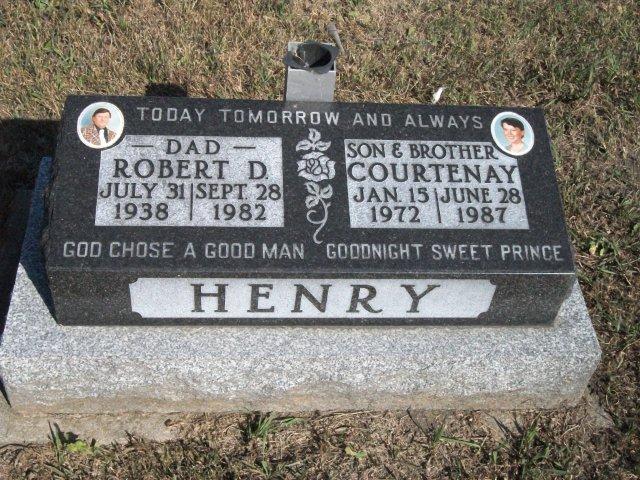 TODAY TOMORROW AND ALWAYS
— DAD —
ROBERT D.
JULY 31 SEPT. 28
1938 1982
SON & BROTHER
COURTENAY
JAN. 15 JUNE 28
1972 1987
GOD CHOSE A GOOD MAN
GOODNIGHT SWEET PRINCE
HENRY